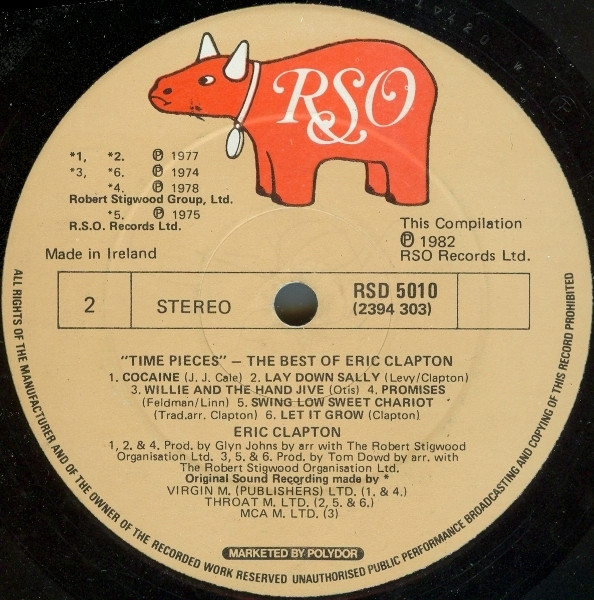 RSO
*1, *2. ℗ 1977
*3, *6. ℗ 1974
*4. ℗ 1978
Robert Stigwood Group, Ltd.
*5. ℗ 1975
R.S.O. Records Ltd.
Made in Ireland
This Compilation
℗ 1982
RSO Records Ltd.
2
STEREO
RSD 5010
(2394 303)
"TIME PIECES" — THE BEST OF ERIC CLAPTON
1. COCAINE (J. J. Cale) 2. LAY DOWN SALLY (Levy/Clapton)
3. WILLIE AND THE HAND JIVE (Otis) 4. PROMISES
(Feldman/Linn) 5. SWING LOW SWEET CHARIOT
(Trad.arr. Clapton) 6. LET IT GROW (Clapton)
ERIC CLAPTON
1, 2, & 4. Prod. by Glyn Johns by arr with The Robert Stigwood
Organisation Ltd. 3, 5, & 6. Prod. by Tom Dowd by arr. with
The Robert Stigwood Organisation Ltd.
Original Sound Recording made by *
VIRGIN M. (PUBLISHERS) LTD. (1, & 4.)
THROAT M. LTD. (2, 5. & 6.)
MCA M. LTD. (3)
MARKETED BY POLYDOR
ALL RIGHTS OF THE MANUFACTURER AND OF THE OWNER OF THE RECORDED WORK RESERVED UNAUTHORISED PUBLIC PERFORMANCE BROADCASTING AND COPYING OF THIS RECORD PROHIBITED